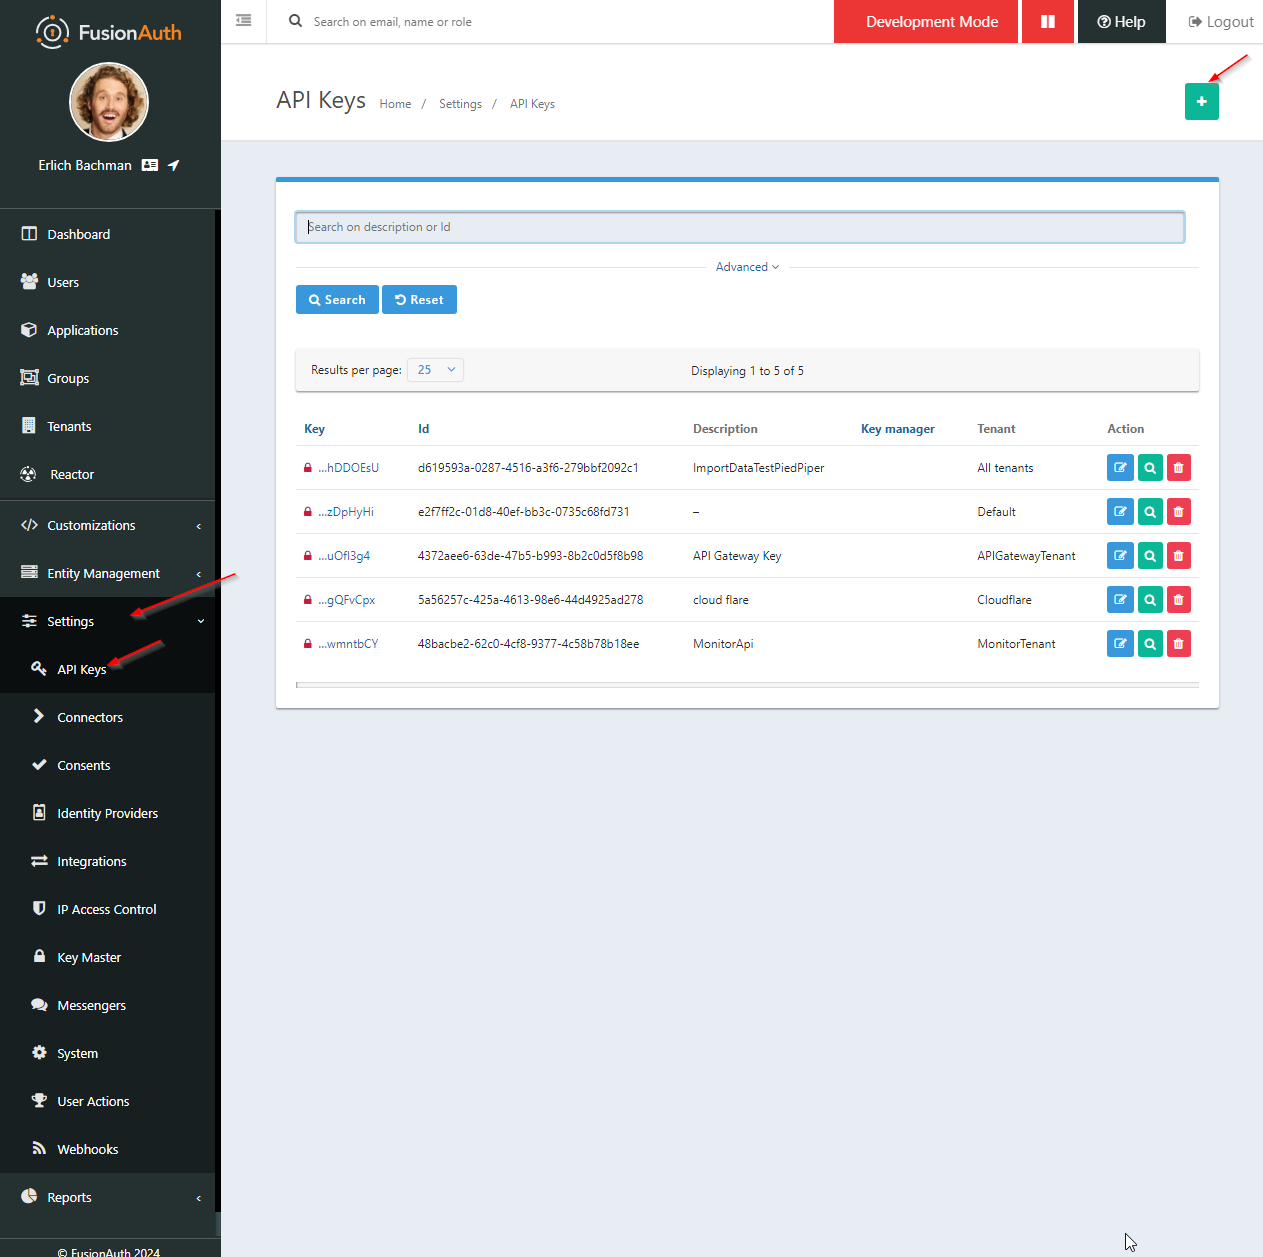 FusionAuth
Erlich Bachman
Dashboard
Users
Applications
Groups
Tenants
Reactor
Customizations
Entity Management
Settings
API Keys
Connectors
Consents
Identity Providers
Integrations
IP Access Control
Key Master
Messengers
System
User Actions
Webhooks
Reports
© FusionAuth 2024
Search on email, name or role
Development Mode
Help
Logout
API Keys Home / Settings / API Keys
Search on description or Id
Advanced
Search Reset
Results per page: 25 Displaying 1 to 5 of 5
Key Id Description Key manager Tenant Action
...hDDOEsU d619593a-0287-4516-a3f6-279bbf2092c1 ImportDataTestPiedPiper All tenants
...zDpHyHi e2f7ff2c-01d8-40ef-bb3c-0735c68fd731 – Default
...uOfI3g4 4372aee6-63de-47b5-b993-8b2c0d5f8b98 API Gateway Key APIGatewayTenant
...gQFvCpx 5a56257c-425a-4613-98e6-44d4925ad278 cloud flare Cloudflare
...wmntbCY 48bacbe2-62c0-4cf8-9377-4c58b78b18ee MonitorApi MonitorTenant